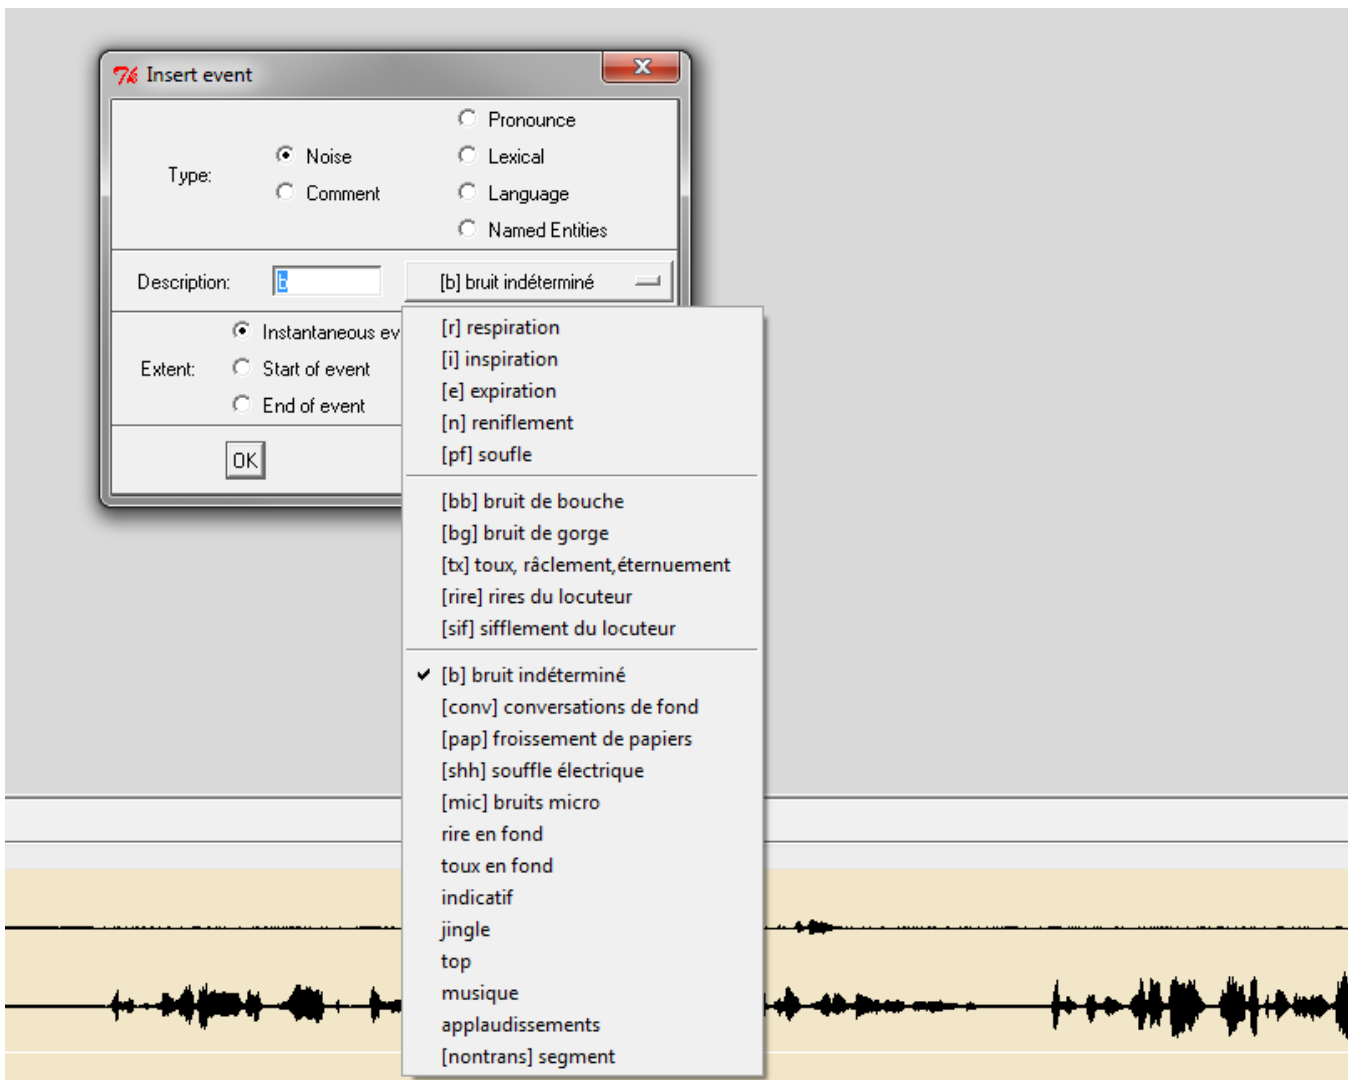 Insert event
Pronounce
Noise Lexical
Type:
Comment Language
Named Entities
Description: b [b] bruit indéterminé
Instantaneous ev
Extent: Start of event
End of event
OK
[r] respiration
[i] inspiration
[e] expiration
[n] reniflement
[pf] soufle
[bb] bruit de bouche
[bg] bruit de gorge
[tx] toux, râclement,éternuement
[rire] rires du locuteur
[sif] sifflement du locuteur
[b] bruit indéterminé
[conv] conversations de fond
[pap] froissement de papiers
[shh] souffle électrique
[mic] bruits micro
rire en fond
toux en fond
indicatif
jingle
top
musique
applaudissements
[nontrans] segment